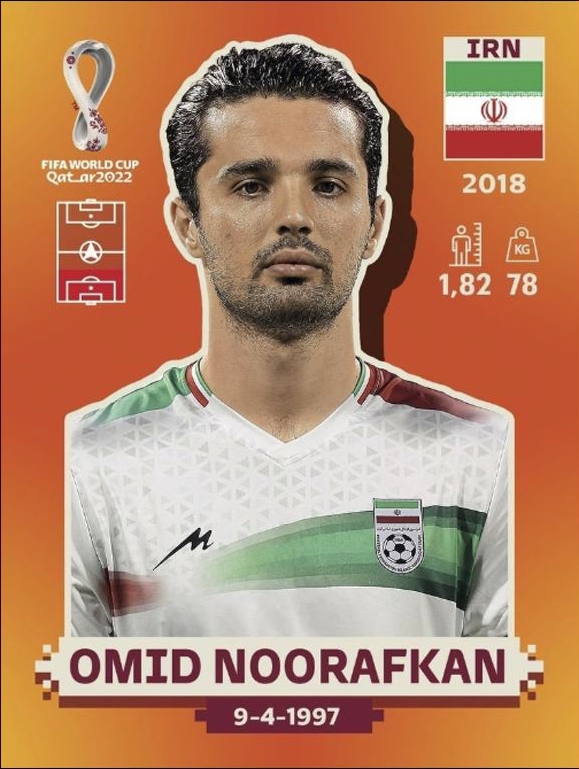 IRN
FIFA WORLD CUP
Qatar2022
2018
KG
1,82 78
OMID NOORAFKAN
9-4-1997